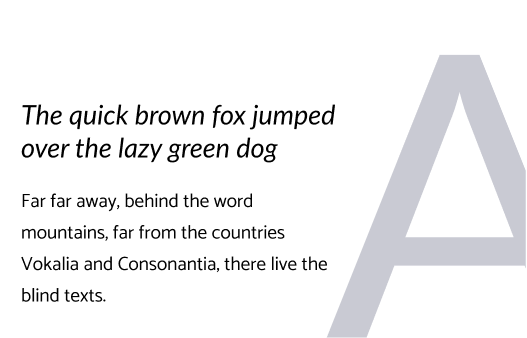 The quick brown fox jumped
over the lazy green dog
Far far away, behind the word
mountains, far from the countries
Vokalia and Consonantia, there live the
blind texts.
A